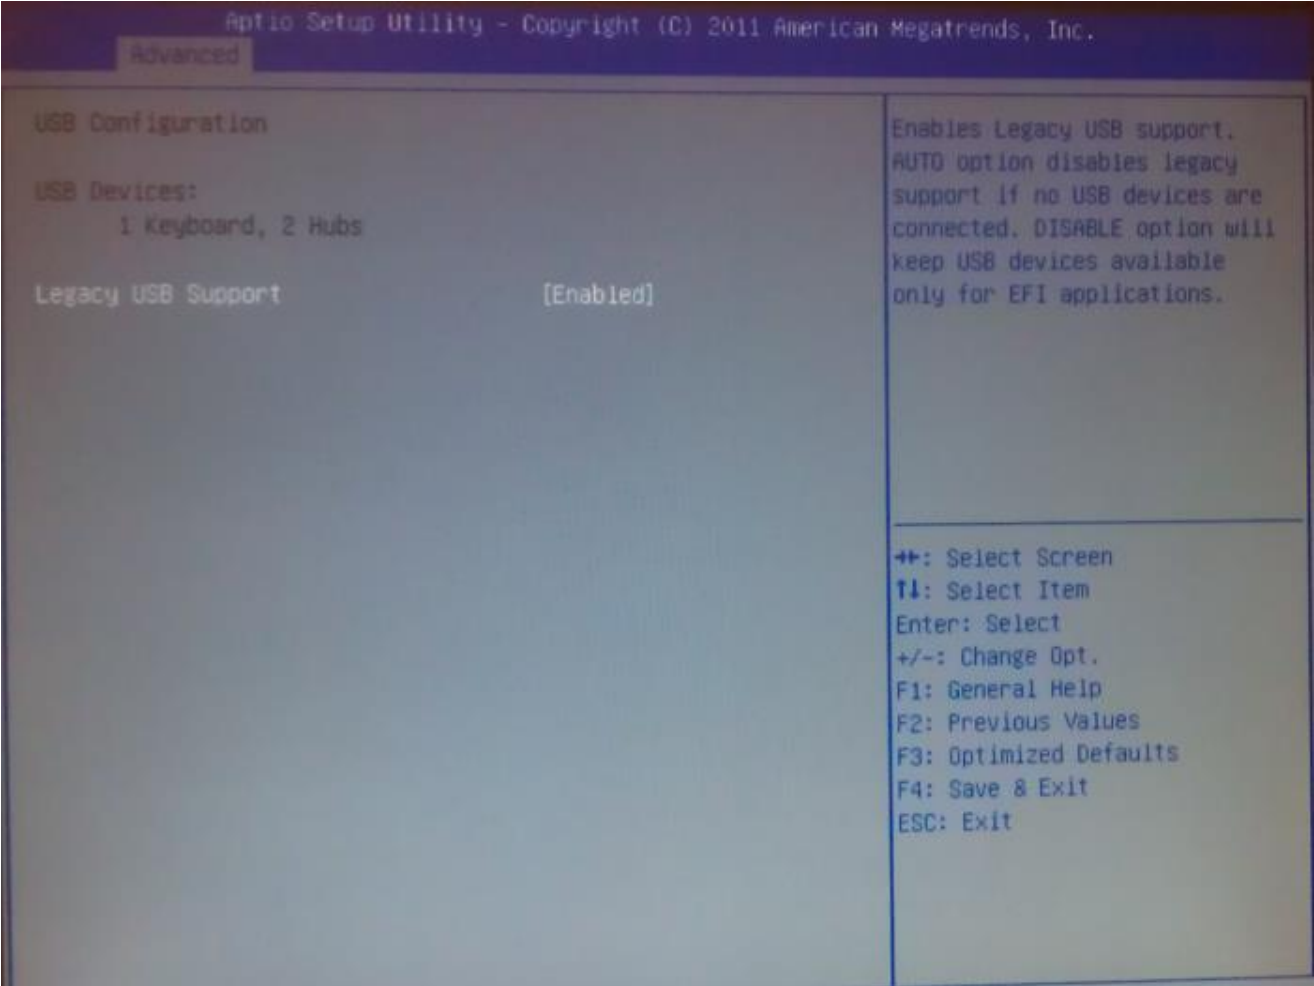 Aptio Setup Utility - Copyright (C) 2011 American Megatrends, Inc.
Advanced
USB Configuration
USB Devices:
1 Keyboard, 2 Hubs
Legacy USB Support [Enabled]
Enables Legacy USB support.
AUTO option disables legacy
support if no USB devices are
connected. DISABLE option will
keep USB devices available
only for EFI applications.
→←: Select Screen
↑↓: Select Item
Enter: Select
+/-: Change Opt.
F1: General Help
F2: Previous Values
F3: Optimized Defaults
F4: Save & Exit
ESC: Exit